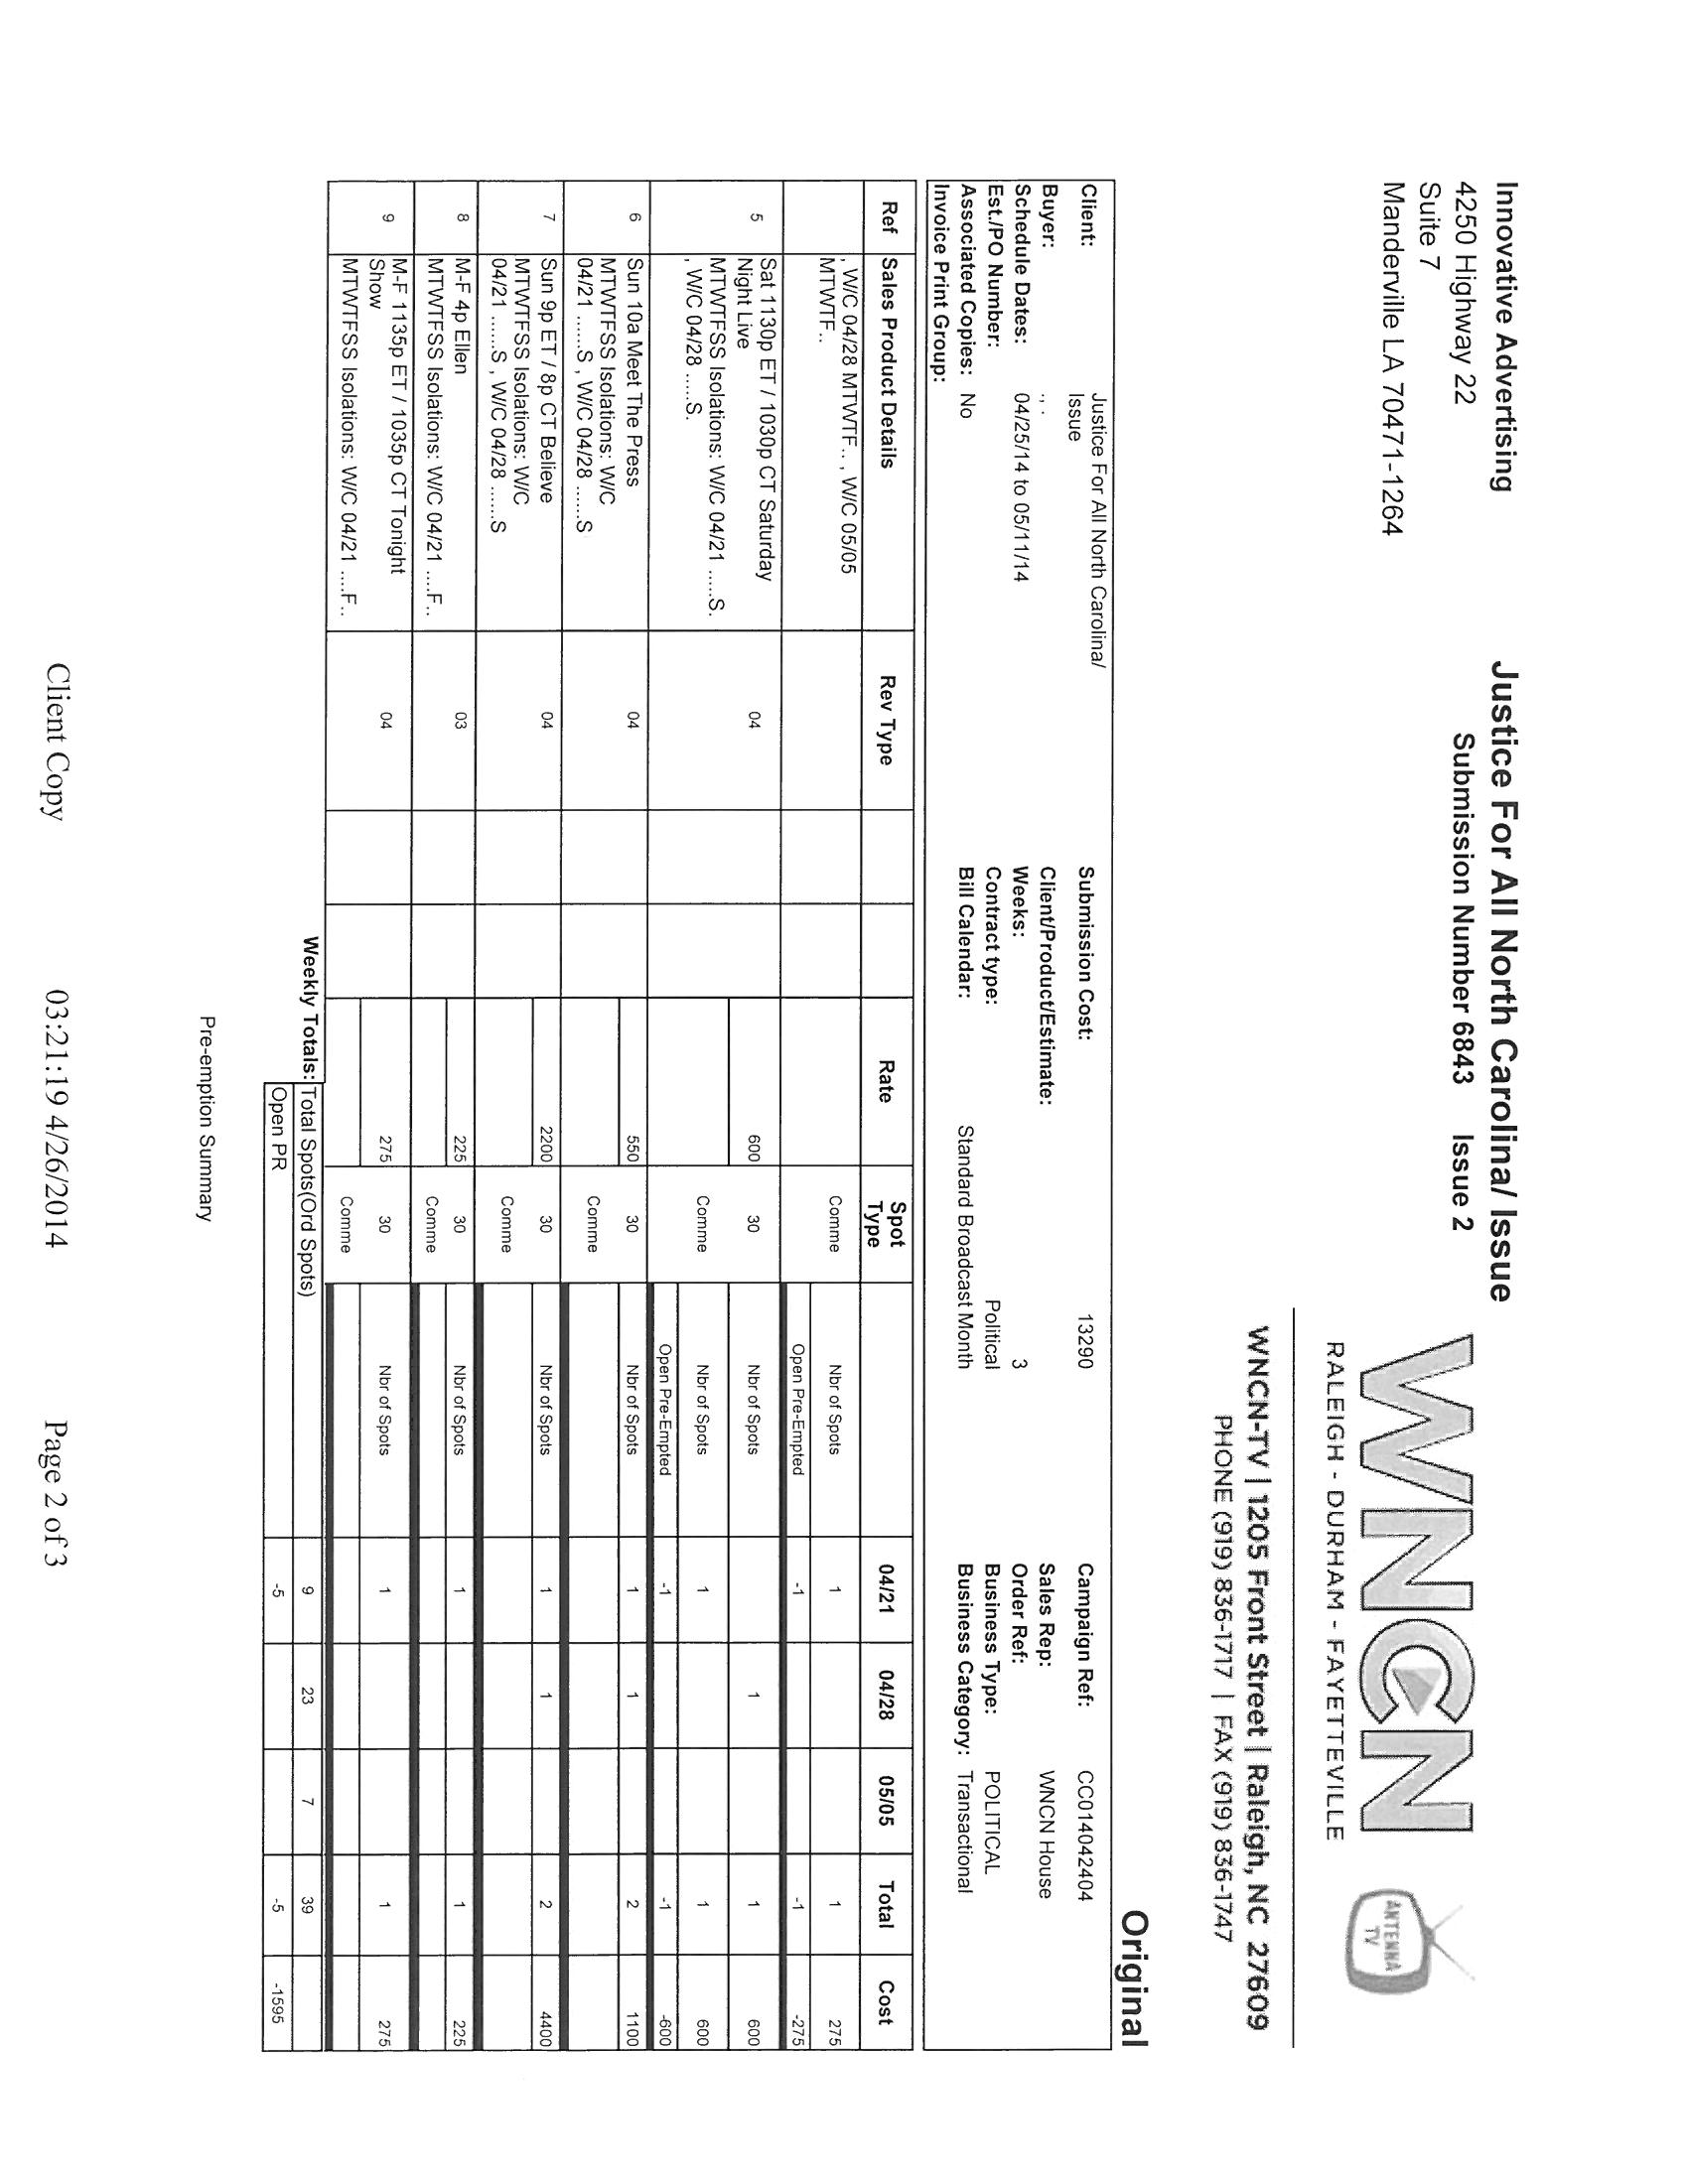 Innovative Advertising
4250 Highway 22
Suite 7
Manderville LA 70471-1264
Justice For All North Carolina/ Issue
Submission Number 6843 Issue 2
WNCN
RALEIGH - DURHAM - FAYETTEVILLE
ANTENNA
TV
WNCN-TV | 1205 Front Street | Raleigh, NC 27609
PHONE (919) 836-1717 | FAX (919) 836-1747
Original
Client: Justice For All North Carolina/ Submission Cost: 13290 Campaign Ref: CC014042404
Issue
Buyer: ,, . Client/Product/Estimate: Sales Rep: WNCN House
Schedule Dates: 04/25/14 to 05/11/14 Weeks: 3 Order Ref:
Est./PO Number: Contract type: Political Business Type: POLITICAL
Associated Copies: No Bill Calendar: Standard Broadcast Month Business Category: Transactional
Invoice Print Group:
Ref Sales Product Details Rev Type Rate Spot Type 04/21 04/28 05/05 Total Cost
, W/C 04/28 MTWTF.. , W/C 05/05
MTWTF.. Comme Nbr of Spots 1 1 275
Open Pre-Empted -1 -1 -275
5 Sat 1130p ET / 1030p CT Saturday 04 600 30 Nbr of Spots 1 1 600
Night Live
MTWTFSS Isolations: W/C 04/21 .....S. Comme Nbr of Spots 1 1 600
, W/C 04/28 .....S.
Open Pre-Empted -1 -1 -600
6 Sun 10a Meet The Press 04 550 30 Nbr of Spots 1 1 2 1100
MTWTFSS Isolations: W/C Comme
04/21 ......S , W/C 04/28 ......S
7 Sun 9p ET / 8p CT Believe 04 2200 30 Nbr of Spots 1 1 2 4400
MTWTFSS Isolations: W/C Comme
04/21 ......S , W/C 04/28 ......S
8 M-F 4p Ellen 03 225 30 Nbr of Spots 1 1 225
MTWTFSS Isolations: W/C 04/21 ....F.. Comme
9 M-F 1135p ET / 1035p CT Tonight 04 275 30 Nbr of Spots 1 1 275
Show
MTWTFSS Isolations: W/C 04/21 ....F.. Comme
Weekly Totals: Total Spots(Ord Spots) 9 23 7 39
Open PR -5 -5 -1595
Pre-emption Summary
Client Copy 03:21:19 4/26/2014 Page 2 of 3